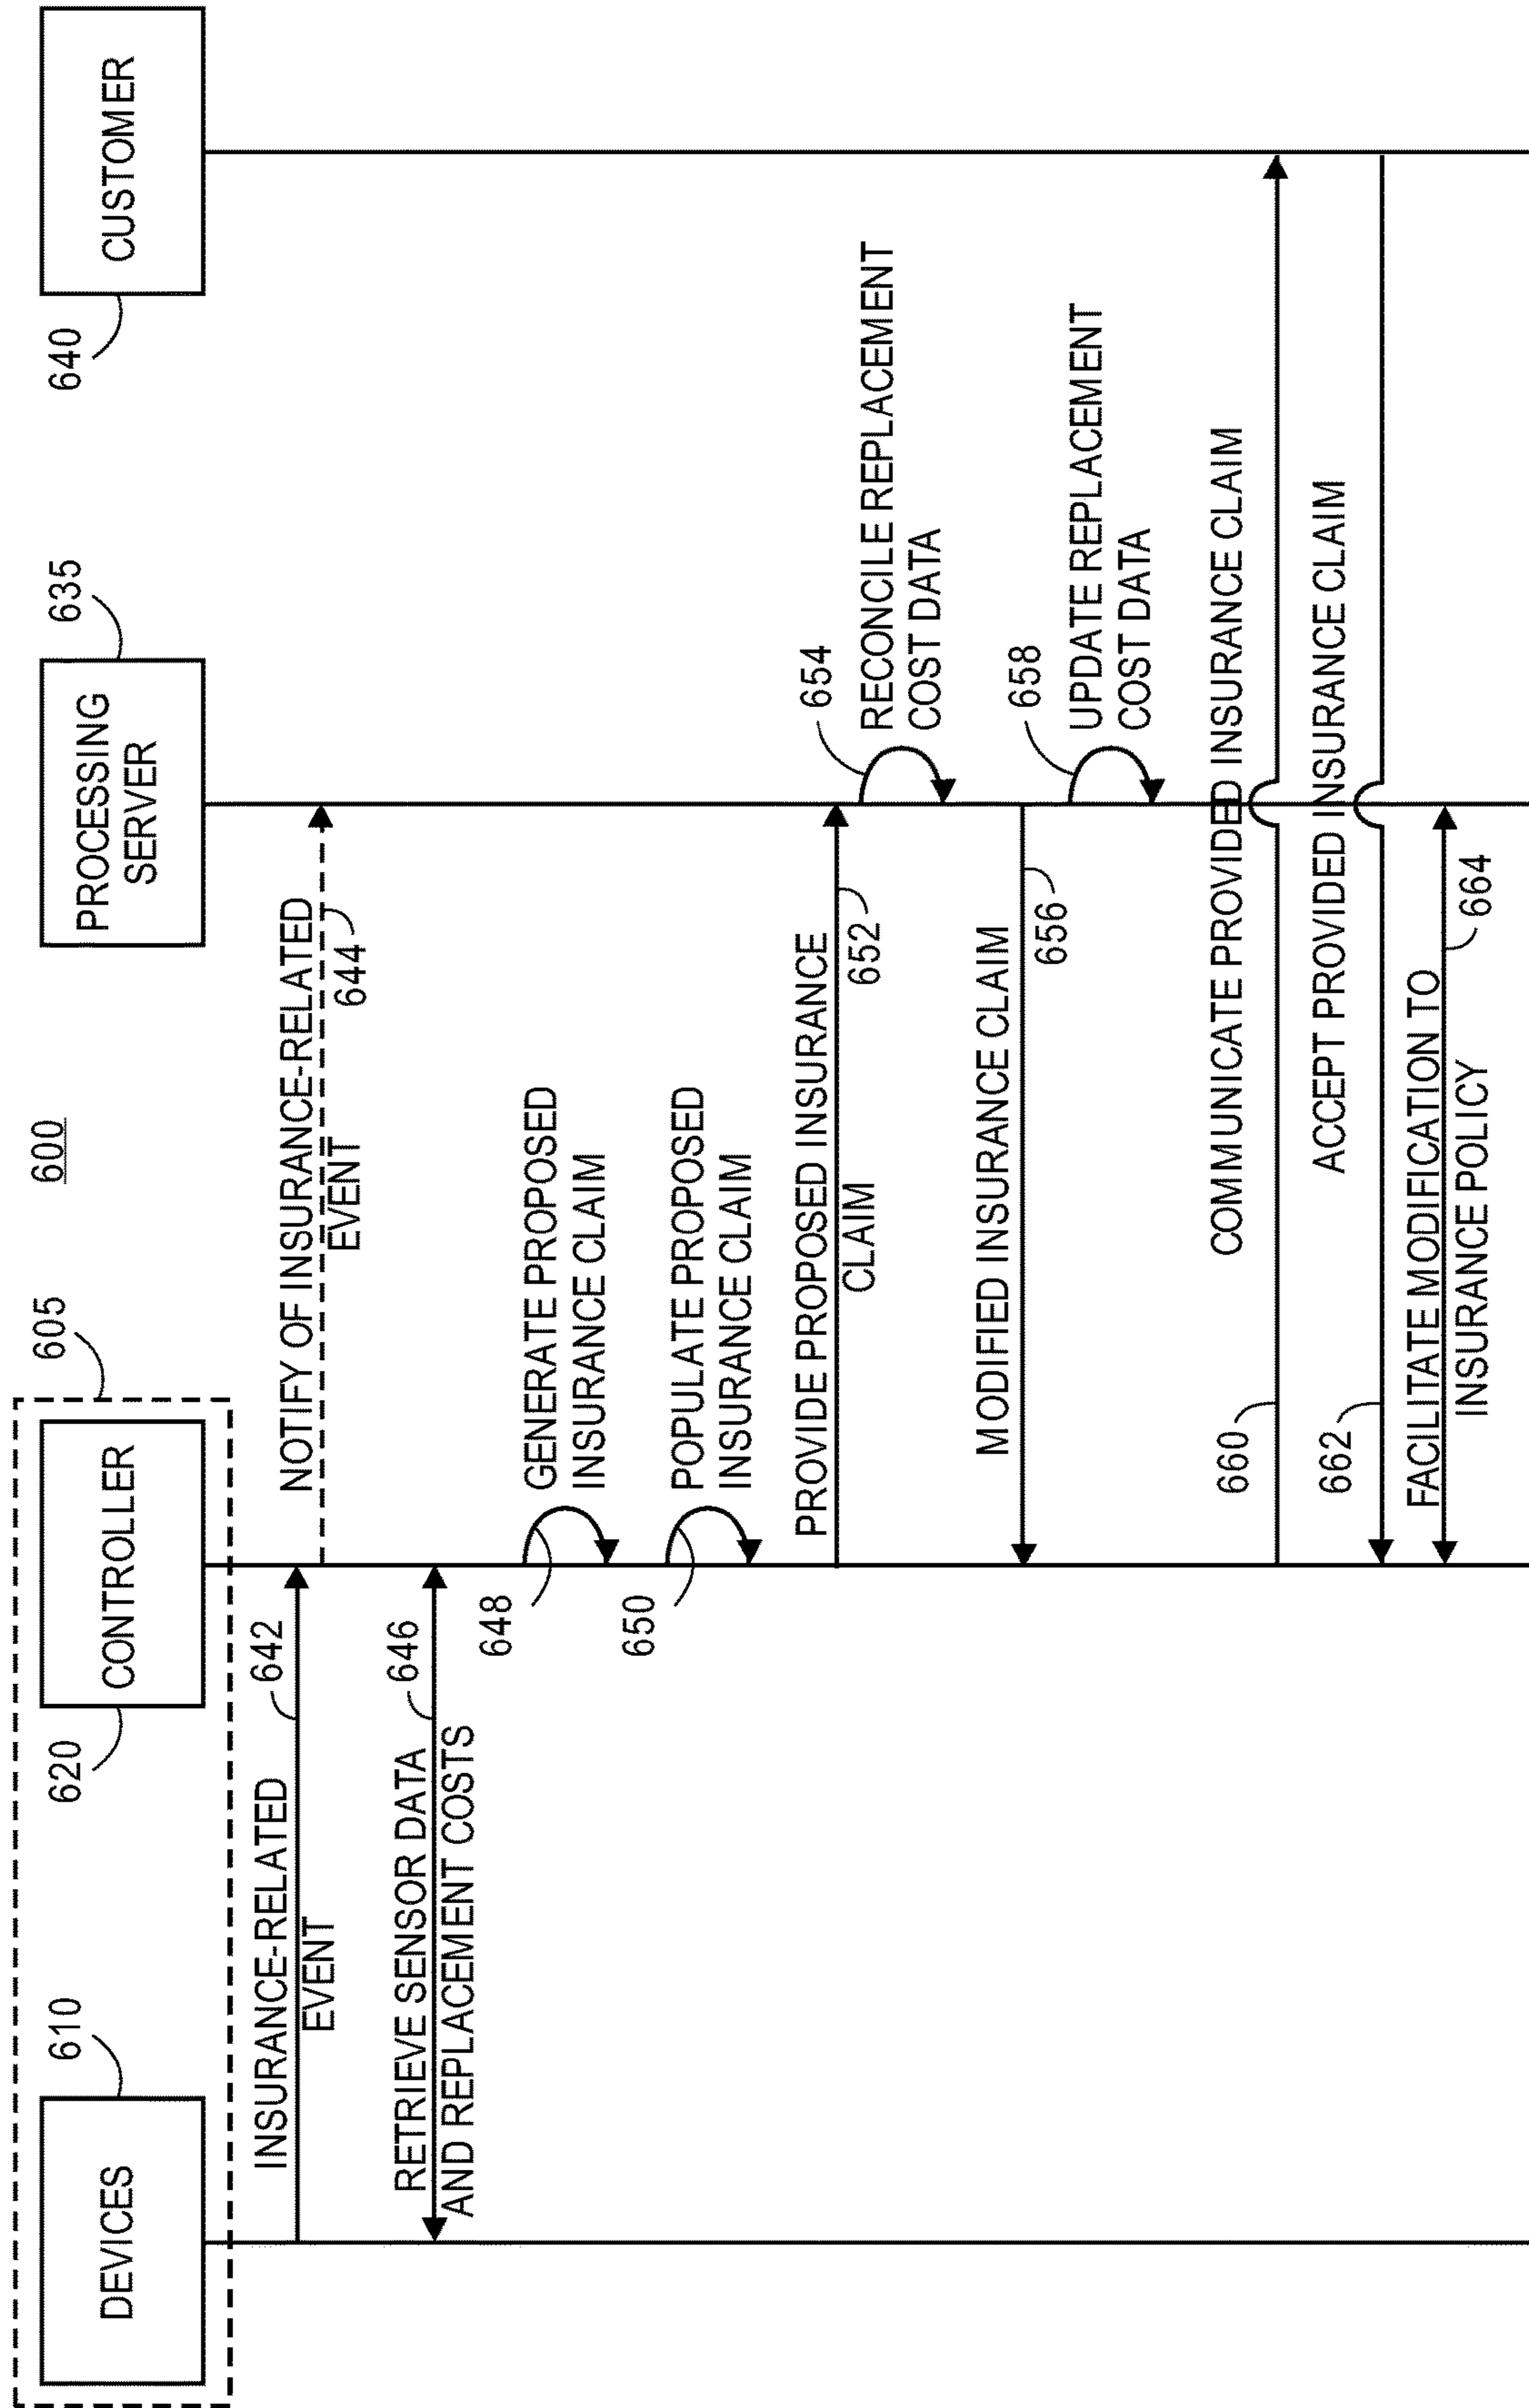 600
605
610
DEVICES
620
CONTROLLER
635
PROCESSING
SERVER
640
CUSTOMER
INSURANCE-RELATED
EVENT
642
NOTIFY OF INSURANCE-RELATED
EVENT
644
RETRIEVE SENSOR DATA
AND REPLACEMENT COSTS
646
648
GENERATE PROPOSED
INSURANCE CLAIM
650
POPULATE PROPOSED
INSURANCE CLAIM
PROVIDE PROPOSED INSURANCE
CLAIM
652
654
RECONCILE REPLACEMENT
COST DATA
MODIFIED INSURANCE CLAIM
656
658
UPDATE REPLACEMENT
COST DATA
COMMUNICATE PROVIDED INSURANCE CLAIM
660
ACCEPT PROVIDED INSURANCE CLAIM
662
FACILITATE MODIFICATION TO
INSURANCE POLICY
664